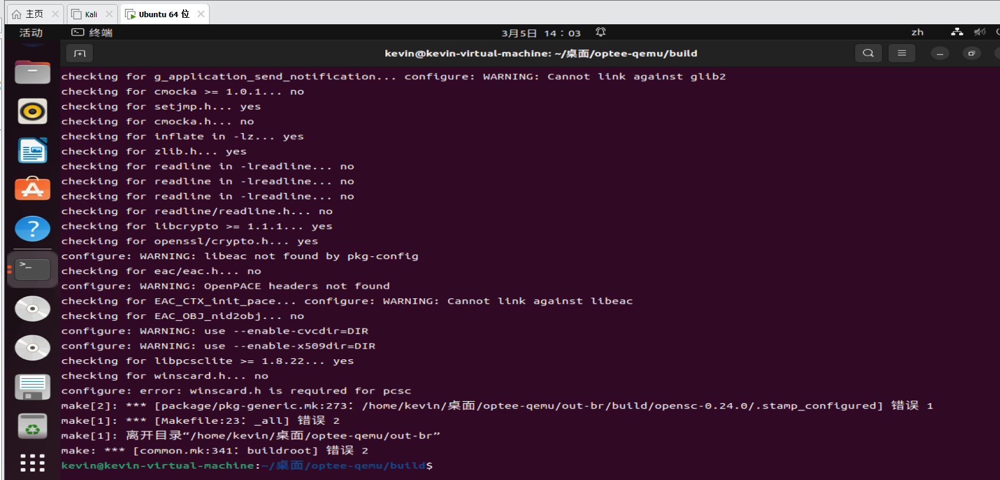 主页
Kali
Ubuntu 64 位
活动
终端
3月5日 14：03
zh
kevin@kevin-virtual-machine: ~/桌面/optee-qemu/build
checking for g_application_send_notification... configure: WARNING: Cannot link against glib2
checking for cmocka >= 1.0.1... no
checking for setjmp.h... yes
checking for cmocka.h... no
checking for inflate in -lz... yes
checking for zlib.h... yes
checking for readline in -lreadline... no
checking for readline in -lreadline... no
checking for readline in -lreadline... no
checking for readline/readline.h... no
checking for libcrypto >= 1.1.1... yes
checking for openssl/crypto.h... yes
configure: WARNING: libeac not found by pkg-config
checking for eac/eac.h... no
configure: WARNING: OpenPACE headers not found
checking for EAC_CTX_init_pace... configure: WARNING: Cannot link against libeac
checking for EAC_OBJ_nid2obj... no
configure: WARNING: use --enable-cvcdir=DIR
configure: WARNING: use --enable-x509dir=DIR
checking for libpcsclite >= 1.8.22... yes
checking for winscard.h... no
configure: error: winscard.h is required for pcsc
make[2]: *** [package/pkg-generic.mk:273：/home/kevin/桌面/optee-qemu/out-br/build/opensc-0.24.0/.stamp_configured] 错误 1
make[1]: *** [Makefile:23：_all] 错误 2
make[1]: 离开目录“/home/kevin/桌面/optee-qemu/out-br”
make: *** [common.mk:341：buildroot] 错误 2
kevin@kevin-virtual-machine:~/桌面/optee-qemu/build$